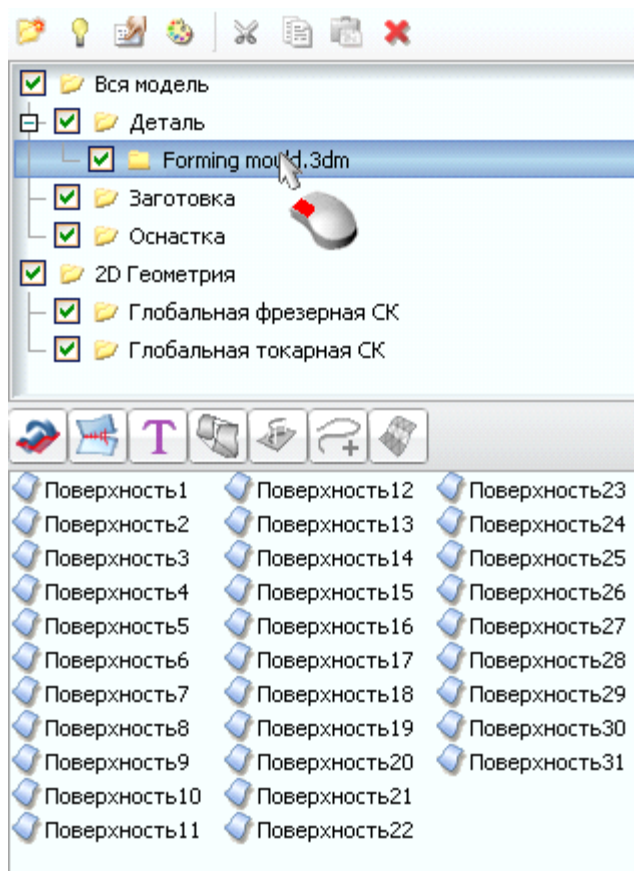 Вся модель
Деталь
Forming mould.3dm
Заготовка
Оснастка
2D Геометрия
Глобальная фрезерная СК
Глобальная токарная СК
T
Поверхность1 Поверхность12 Поверхность23
Поверхность2 Поверхность13 Поверхность24
Поверхность3 Поверхность14 Поверхность25
Поверхность4 Поверхность15 Поверхность26
Поверхность5 Поверхность16 Поверхность27
Поверхность6 Поверхность17 Поверхность28
Поверхность7 Поверхность18 Поверхность29
Поверхность8 Поверхность19 Поверхность30
Поверхность9 Поверхность20 Поверхность31
Поверхность10 Поверхность21
Поверхность11 Поверхность22